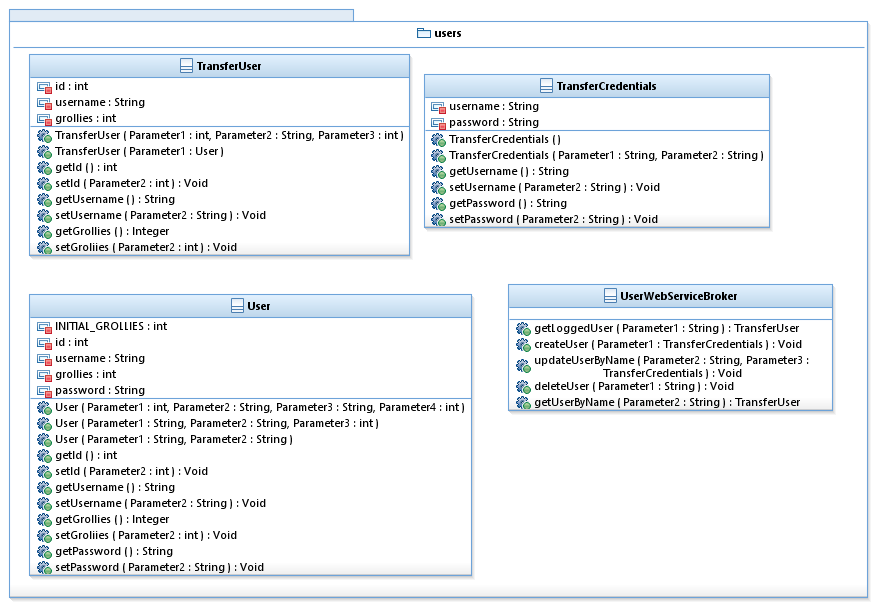 users
TransferUser
id : int
username : String
grollies : int
TransferUser ( Parameter1 : int, Parameter2 : String, Parameter3 : int )
TransferUser ( Parameter1 : User )
getId () : int
setId ( Parameter2 : int ) : Void
getUsername () : String
setUsername ( Parameter2 : String ) : Void
getGrollies () : Integer
setGroliies ( Parameter2 : int ) : Void
TransferCredentials
username : String
password : String
TransferCredentials ()
TransferCredentials ( Parameter1 : String, Parameter2 : String )
getUsername () : String
setUsername ( Parameter2 : String ) : Void
getPassword () : String
setPassword ( Parameter2 : String ) : Void
User
INITIAL_GROLLIES : int
id : int
username : String
grollies : int
password : String
User ( Parameter1 : int, Parameter2 : String, Parameter3 : String, Parameter4 : int )
User ( Parameter1 : String, Parameter2 : String, Parameter3 : int )
User ( Parameter1 : String, Parameter2 : String )
getId () : int
setId ( Parameter2 : int ) : Void
getUsername () : String
setUsername ( Parameter2 : String ) : Void
getGrollies () : Integer
setGroliies ( Parameter2 : int ) : Void
getPassword () : String
setPassword ( Parameter2 : String ) : Void
UserWebServiceBroker
getLoggedUser ( Parameter1 : String ) : TransferUser
createUser ( Parameter1 : TransferCredentials ) : Void
updateUserByName ( Parameter2 : String, Parameter3 :
TransferCredentials ) : Void
deleteUser ( Parameter1 : String ) : Void
getUserByName ( Parameter2 : String ) : TransferUser